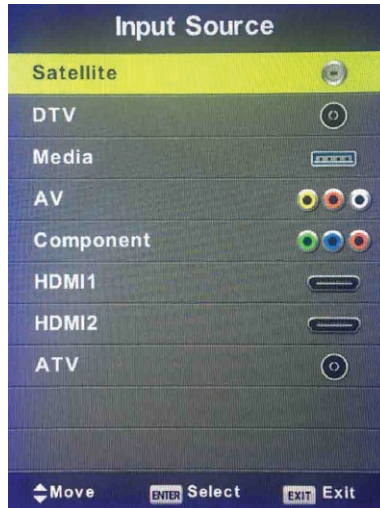 Input Source
Satellite
DTV
Media
AV
Component
HDMI1
HDMI2
ATV
Move ENTER Select EXIT Exit